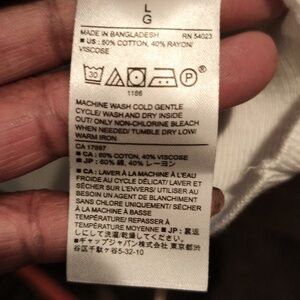 L
G
MADE IN BANGLADESH RN 54023
■ US : 60% COTTON, 40% RAYON/
VISCOSE
30 P
1186
MACHINE WASH COLD GENTLE
CYCLE/ WASH AND DRY INSIDE
OUT/ ONLY NON-CHLORINE BLEACH
WHEN NEEDED/ TUMBLE DRY LOW/
WARM IRON
CA 17897
■ CA : 60% COTON, 40% VISCOSE
■ JP : 60% 綿, 40% レーヨン
■ CA : LAVER À LA MACHINE À L'EAU
FROIDE AU CYCLE DÉLICAT/ LAVER ET
SÉCHER SUR L'ENVERS/ UTILISER AU
BESOIN UN AGENT DE BLANCHIMENT
SANS CHLORE UNIQUEMENT/ SÉCHER
À LA MACHINE À BASSE
TEMPÉRATURE/ REPASSER À
TEMPÉRATURE MOYENNE ■ JP : 裏返
しにして洗濯/乾燥してください。
■ギャップジャパン株式会社 東京都渋
谷区千駄ヶ谷5-32-10